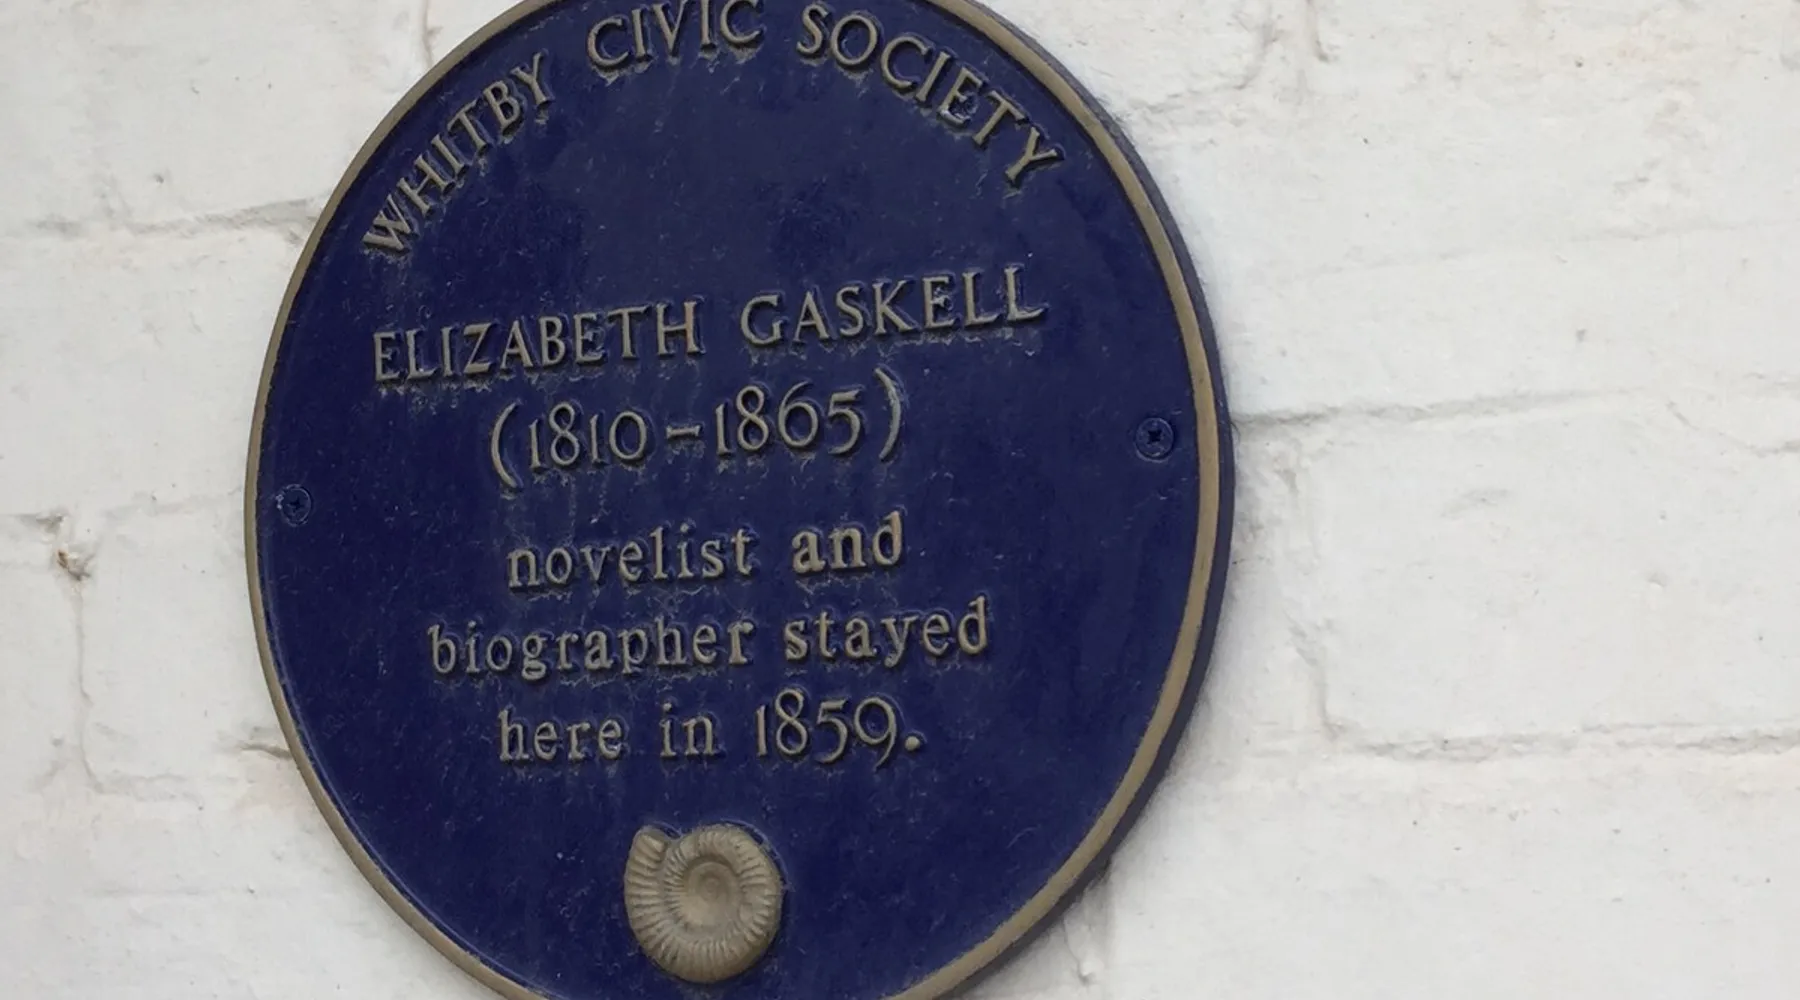 WHITBY CIVIC SOCIETY
ELIZABETH GASKELL
(1810-1865)
novelist and
biographer stayed
here in 1859.